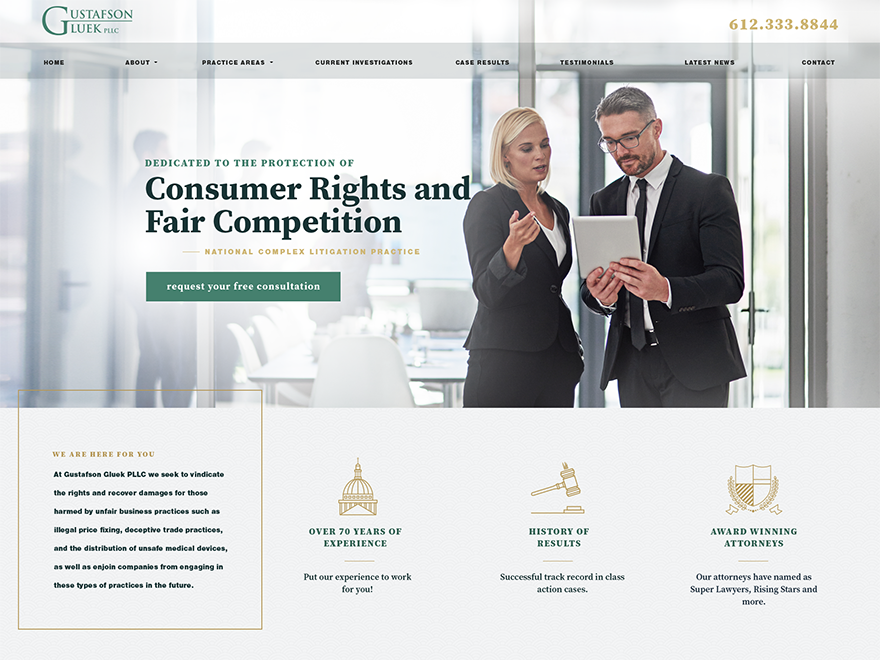 GUSTAFSON
GLUEK PLLC
612.333.8844
HOME ABOUT PRACTICE AREAS CURRENT INVESTIGATIONS CASE RESULTS TESTIMONIALS LATEST NEWS CONTACT
DEDICATED TO THE PROTECTION OF
Consumer Rights and
Fair Competition
NATIONAL COMPLEX LITIGATION PRACTICE
request your free consultation
WE ARE HERE FOR YOU
At Gustafson Gluek PLLC we seek to vindicate
the rights and recover damages for those
harmed by unfair business practices such as
illegal price fixing, deceptive trade practices,
and the distribution of unsafe medical devices,
as well as enjoin companies from engaging in
these types of practices in the future.
OVER 70 YEARS OF
EXPERIENCE
Put our experience to work
for you!
HISTORY OF
RESULTS
Successful track record in class
action cases.
AWARD WINNING
ATTORNEYS
Our attorneys have named as
Super Lawyers, Rising Stars and
more.